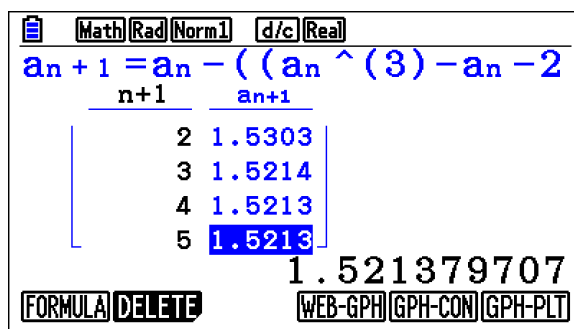 Math Rad Norm1 d/c Real
an+1=an-((an^(3)-an-2
n+1 an+1
2 1.5303
3 1.5214
4 1.5213
5 1.5213
1.521379707
FORMULA DELETE WEB-GPH GPH-CON GPH-PLT